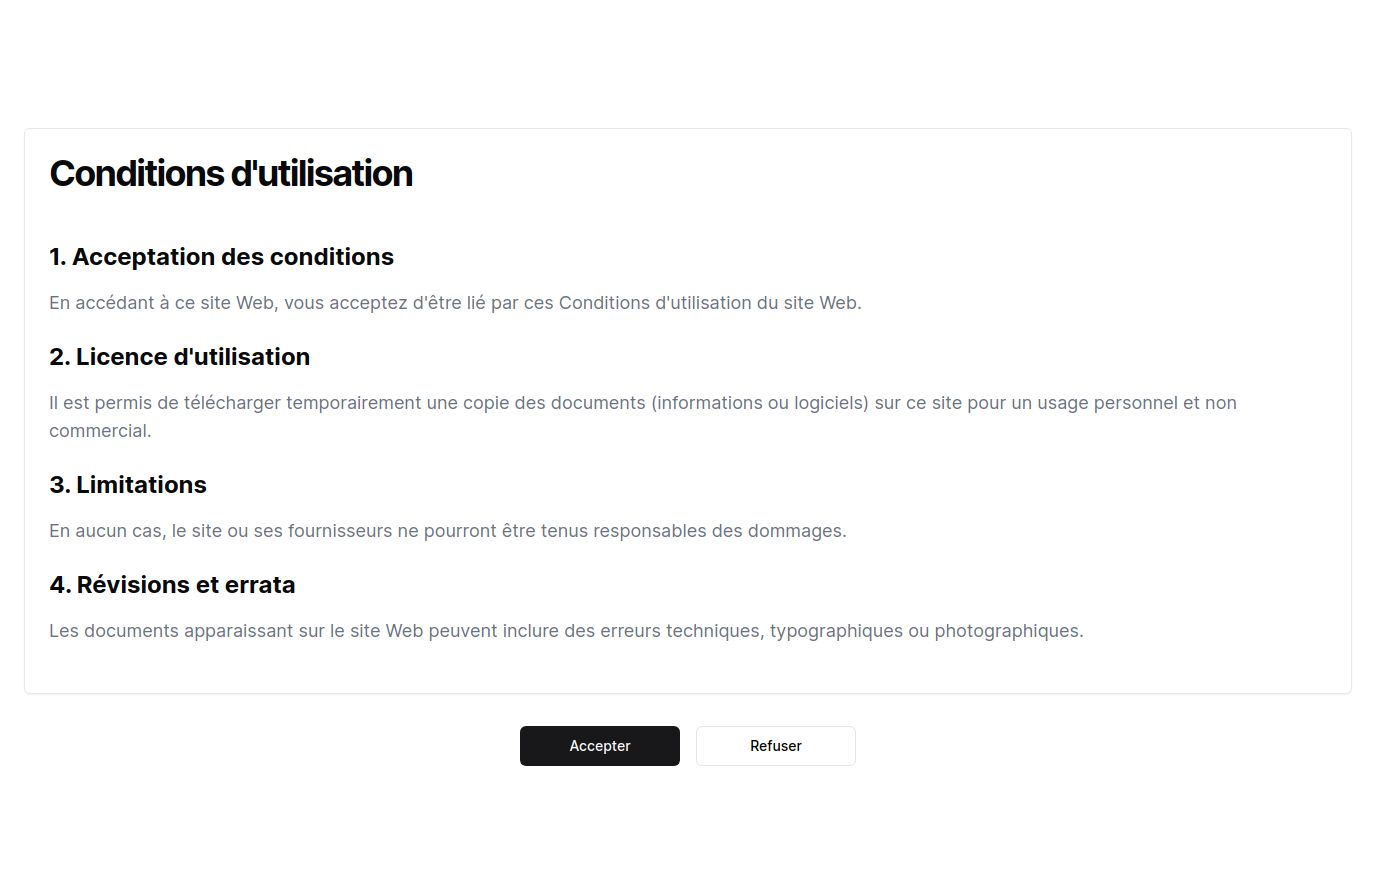 Conditions d'utilisation
1. Acceptation des conditions
En accédant à ce site Web, vous acceptez d'être lié par ces Conditions d'utilisation du site Web.
2. Licence d'utilisation
Il est permis de télécharger temporairement une copie des documents (informations ou logiciels) sur ce site pour un usage personnel et non
commercial.
3. Limitations
En aucun cas, le site ou ses fournisseurs ne pourront être tenus responsables des dommages.
4. Révisions et errata
Les documents apparaissant sur le site Web peuvent inclure des erreurs techniques, typographiques ou photographiques.
Accepter
Refuser